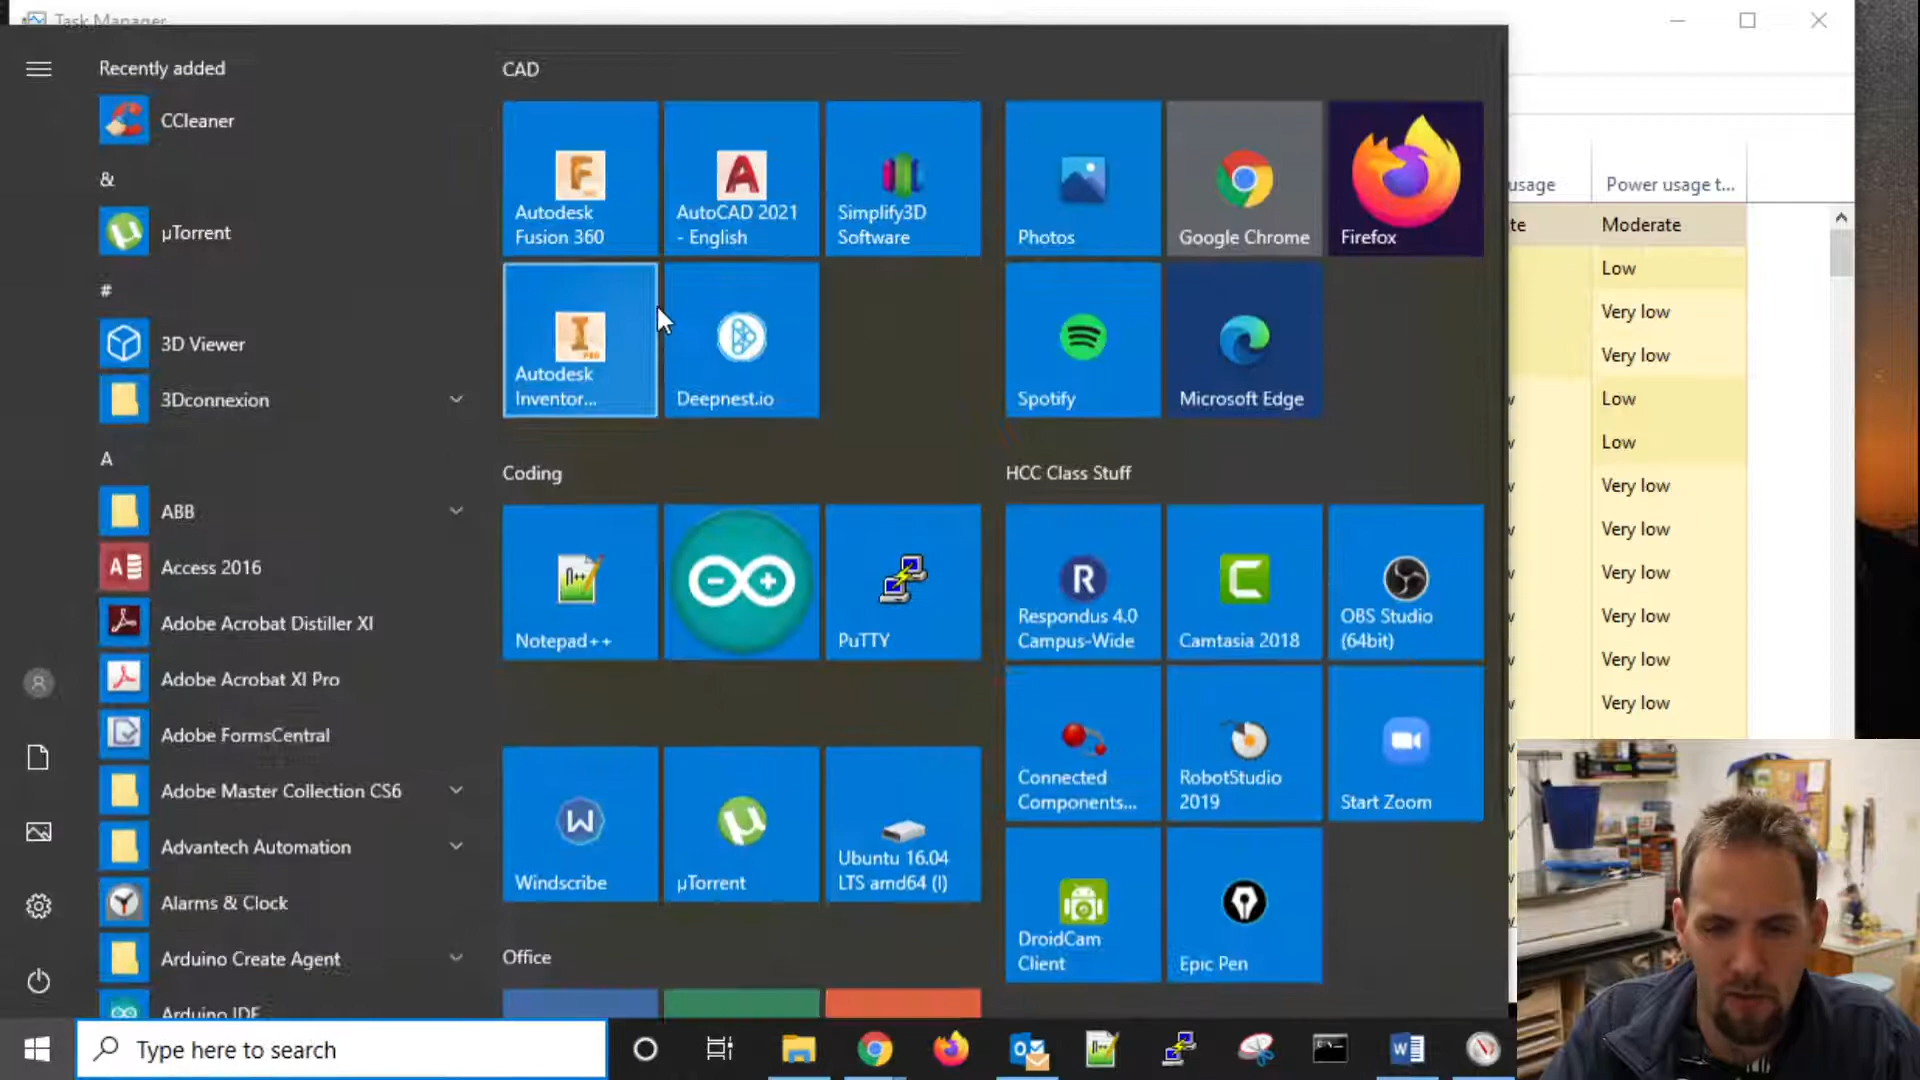 Task Manager
Recently added
CCleaner
&
µTorrent
#
3D Viewer
3Dconnexion
A
ABB
Access 2016
Adobe Acrobat Distiller XI
Adobe Acrobat XI Pro
Adobe FormsCentral
Adobe Master Collection CS6
Advantech Automation
Alarms & Clock
Arduino Create Agent
Arduino IDE
CAD
Autodesk
Fusion 360
AutoCAD 2021
- English
Simplify3D
Software
Autodesk
Inventor...
Deepnest.io
Photos
Google Chrome
Firefox
Spotify
Microsoft Edge
Coding
Notepad++
PuTTY
Windscribe
µTorrent
Ubuntu 16.04
LTS amd64 (I)
Office
HCC Class Stuff
Respondus 4.0
Campus-Wide
Camtasia 2018
OBS Studio
(64bit)
Connected
Components...
RobotStudio
2019
Start Zoom
DroidCam
Client
Epic Pen
usage
Power usage t...
te
Moderate
Low
Very low
Very low
Low
Low
Very low
Very low
Very low
Very low
Very low
Very low
Type here to search